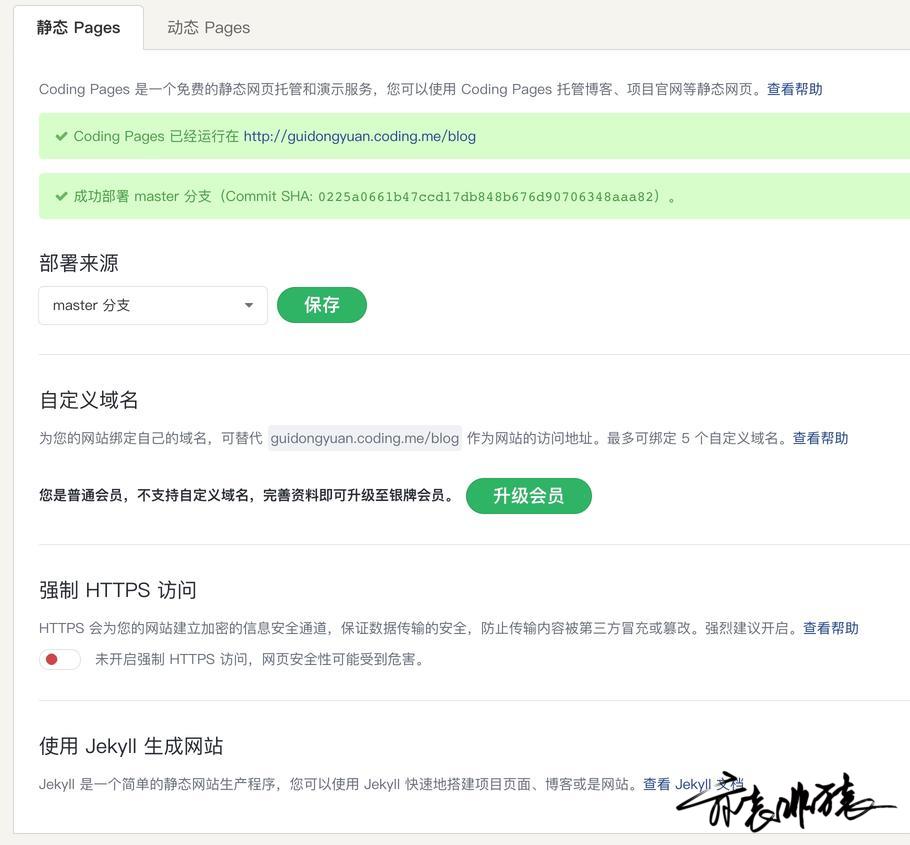 静态 Pages 动态 Pages
Coding Pages 是一个免费的静态网页托管和演示服务，您可以使用 Coding Pages 托管博客、项目官网等静态网页。查看帮助
Coding Pages 已经运行在 http://guidongyuan.coding.me/blog
成功部署 master 分支（Commit SHA: 0225a0661b47ccd17db848b676d90706348aaa82）。
部署来源
master 分支 保存
自定义域名
为您的网站绑定自己的域名，可替代 guidongyuan.coding.me/blog 作为网站的访问地址。最多可绑定 5 个自定义域名。查看帮助
您是普通会员，不支持自定义域名，完善资料即可升级至银牌会员。 升级会员
强制 HTTPS 访问
HTTPS 会为您的网站建立加密的信息安全通道，保证数据传输的安全，防止传输内容被第三方冒充或篡改。强烈建议开启。查看帮助
未开启强制 HTTPS 访问，网页安全性可能受到危害。
使用 Jekyll 生成网站
Jekyll 是一个简单的静态网站生产程序，您可以使用 Jekyll 快速地搭建项目页面、博客或是网站。查看 Jekyll 文档